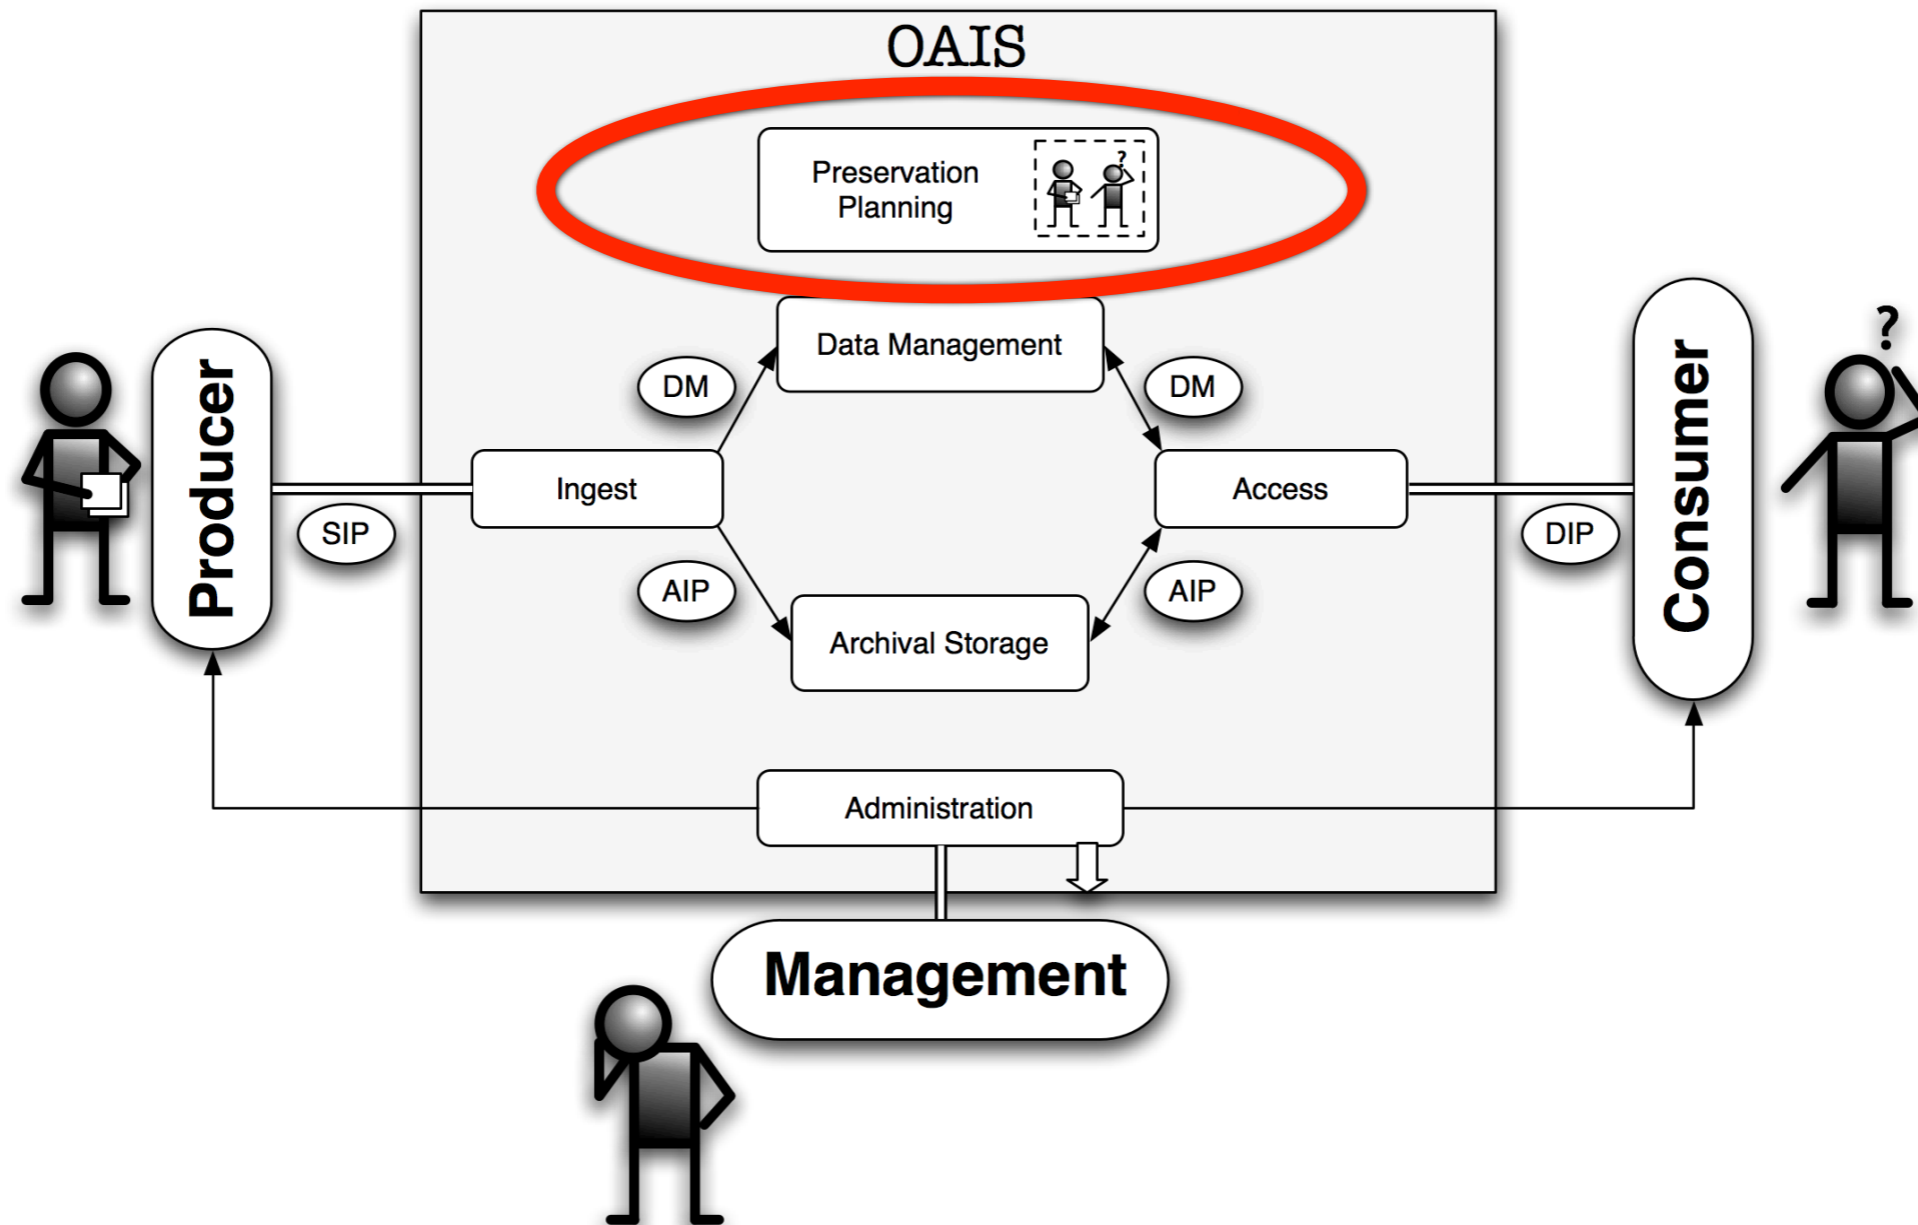 OAIS
Preservation
Planning
?
Data Management
DM
DM
?
Producer
Ingest
Access
Consumer
SIP
DIP
AIP
AIP
Archival Storage
Administration
Management